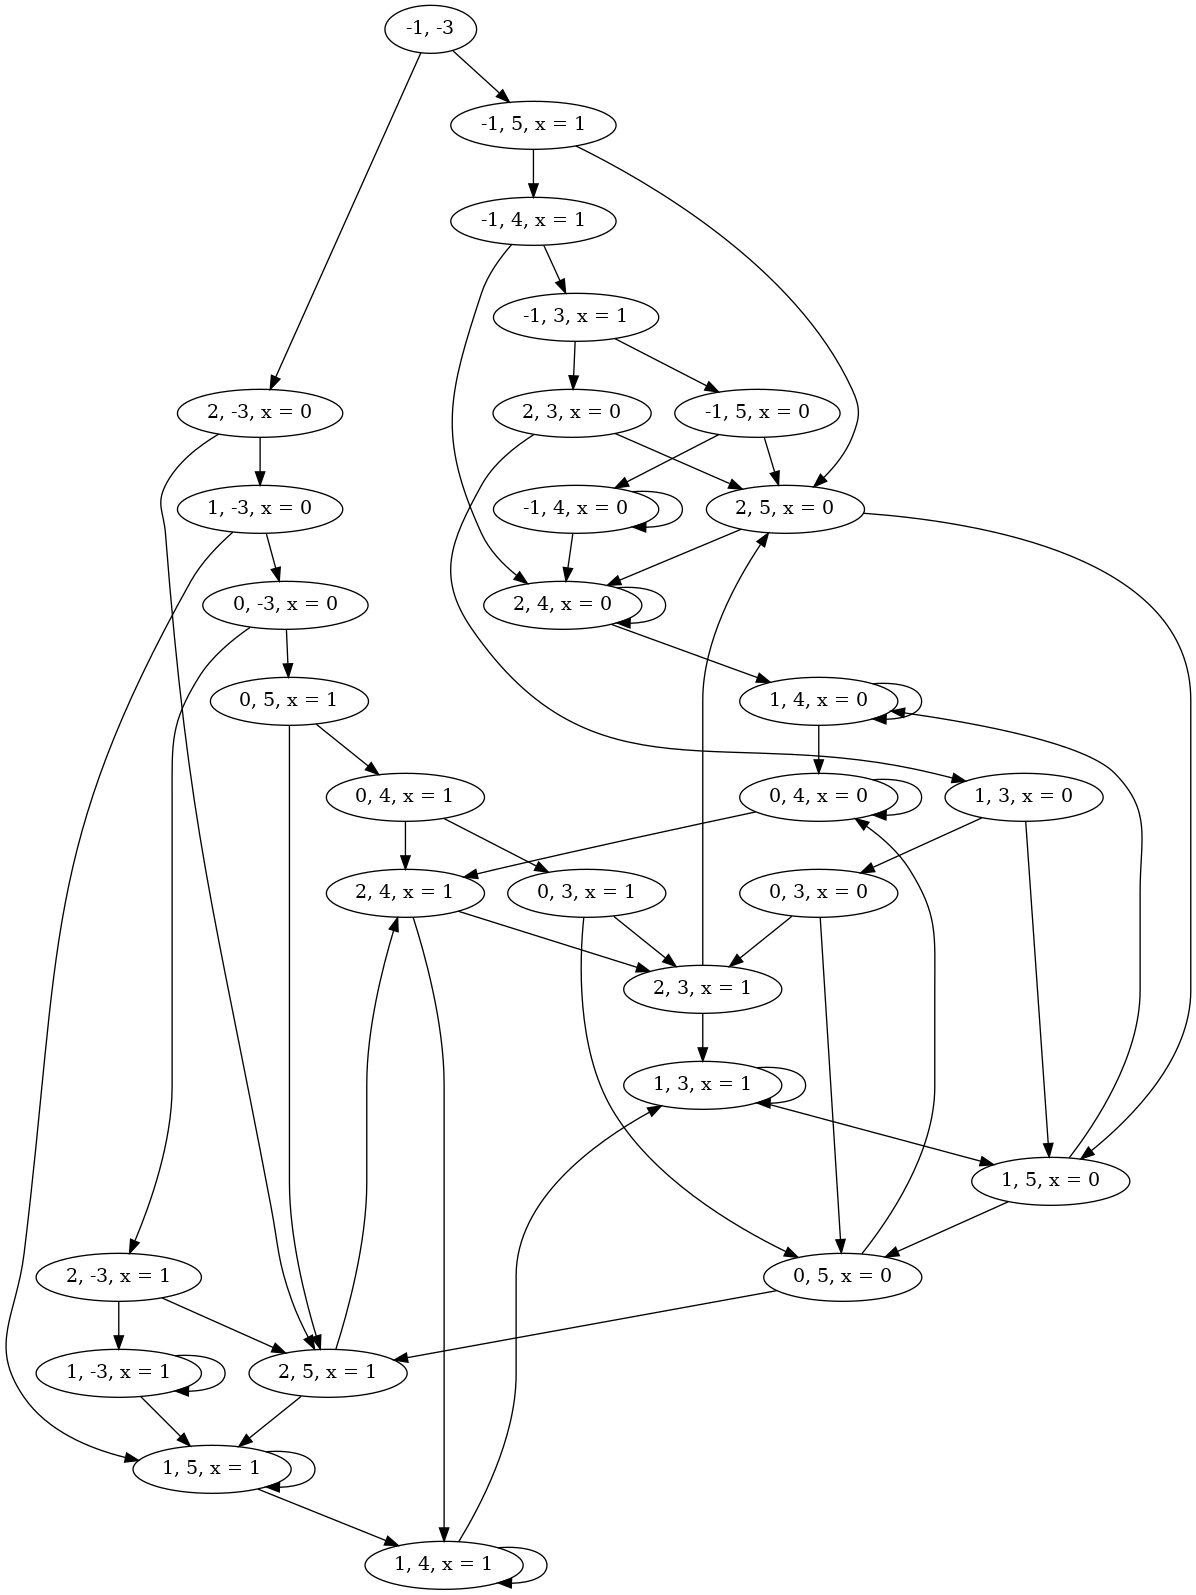 -1, -3
-1, 5, x = 1
-1, 4, x = 1
-1, 3, x = 1
2, -3, x = 0
2, 3, x = 0
-1, 5, x = 0
1, -3, x = 0
-1, 4, x = 0
2, 5, x = 0
0, -3, x = 0
2, 4, x = 0
0, 5, x = 1
1, 4, x = 0
0, 4, x = 1
0, 4, x = 0
1, 3, x = 0
2, 4, x = 1
0, 3, x = 1
0, 3, x = 0
2, 3, x = 1
1, 3, x = 1
1, 5, x = 0
2, -3, x = 1
0, 5, x = 0
1, -3, x = 1
2, 5, x = 1
1, 5, x = 1
1, 4, x = 1